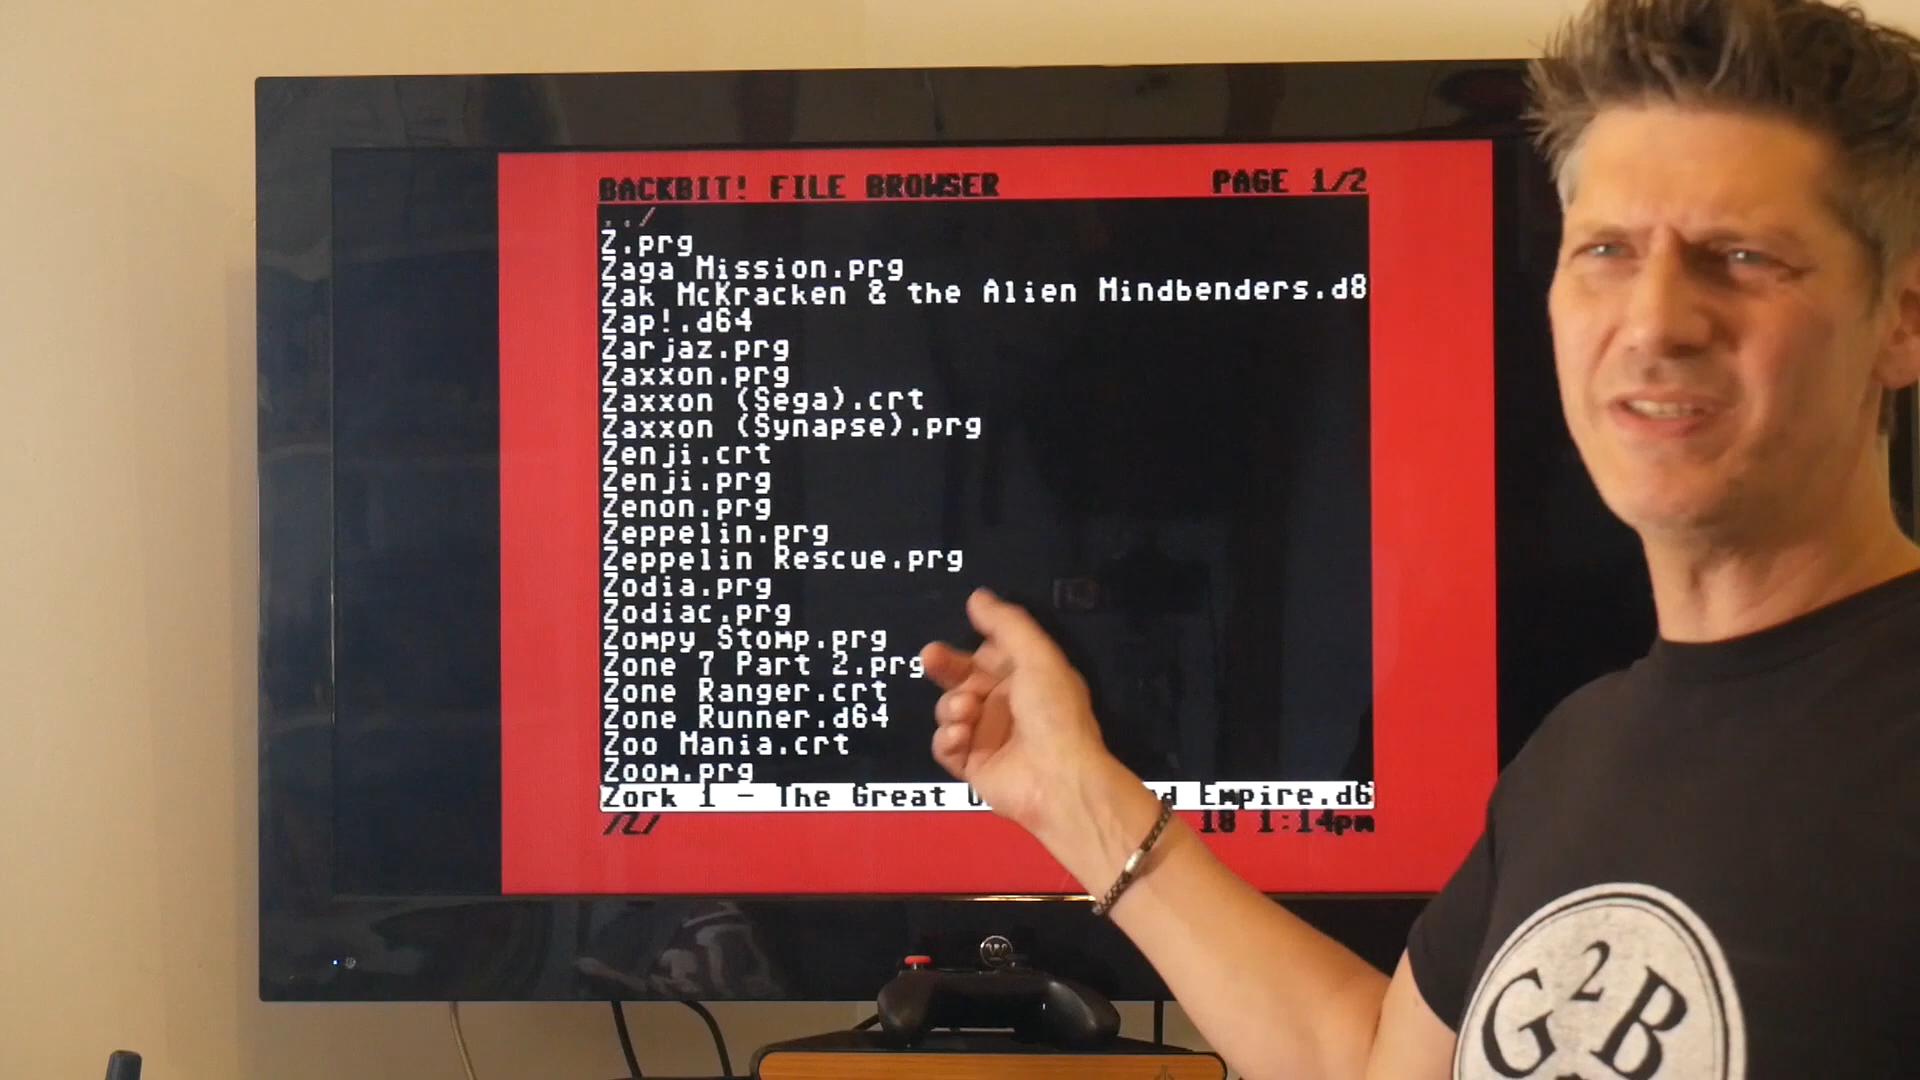 BACKBIT! FILE BROWSER PAGE 1/2
../
Z.prg
Zaga Mission.prg
Zak McKracken & the Alien Mindbenders.d8
Zap!.d64
Zarjaz.prg
Zaxxon.prg
Zaxxon (Sega).crt
Zaxxon (Synapse).prg
Zenji.crt
Zenji.prg
Zenon.prg
Zeppelin.prg
Zeppelin Rescue.prg
Zodia.prg
Zodiac.prg
Zompy Stomp.prg
Zone 7 Part 2.prg
Zone Ranger.crt
Zone Runner.d64
Zoo Mania.crt
Zoom.prg
Zork 1 - The Great Empire.d6
/Z/ 18 1:14pm
G2B